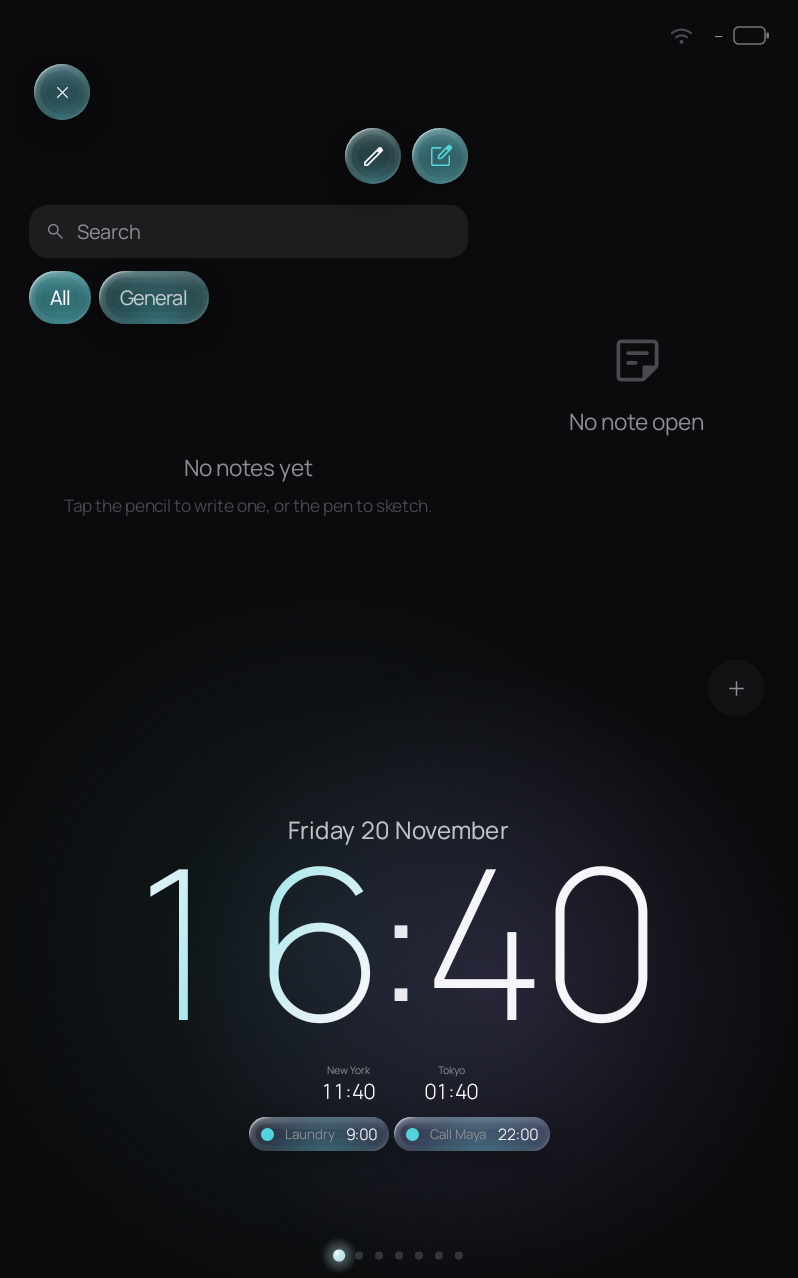 –
Search
All General
No note open
No notes yet
Tap the pencil to write one, or the pen to sketch.
Friday 20 November
16:40
New York Tokyo
11:40 01:40
Laundry 9:00 Call Maya 22:00